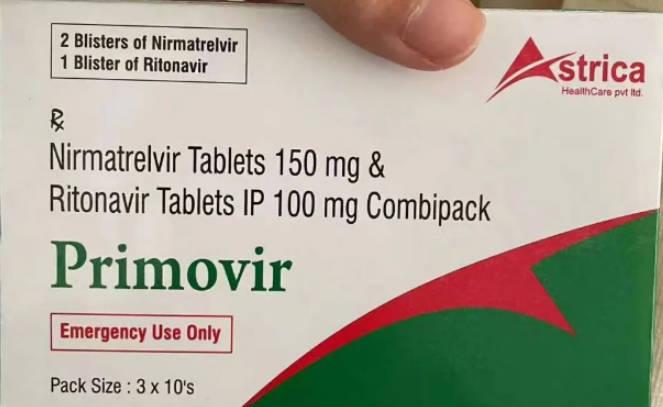 2 Blisters of Nirmatrelvir
1 Blister of Ritonavir
Astrica
HealthCare pvt ltd.
℞
Nirmatrelvir Tablets 150 mg &
Ritonavir Tablets IP 100 mg Combipack
Primovir
Emergency Use Only
Pack Size : 3 x 10's